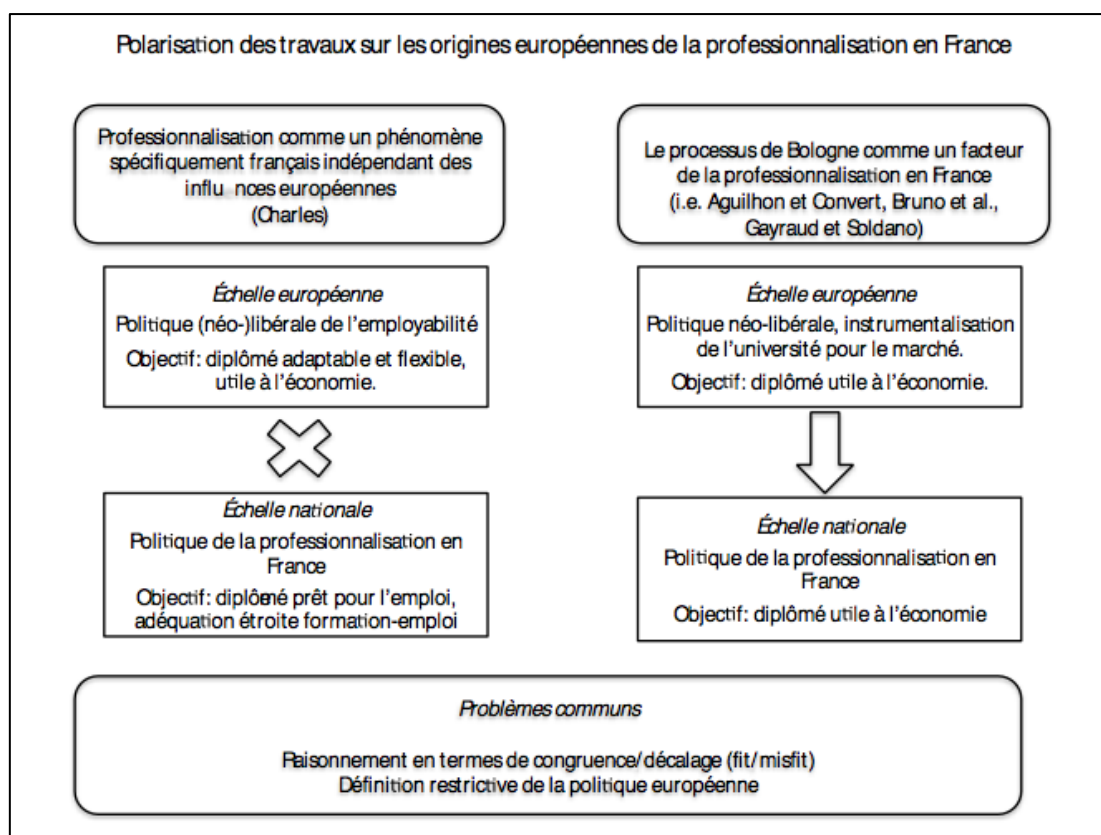 Polarisation des travaux sur les origines européennes de la professionnalisation en France
Professionnalisation comme un phénomène
spécifiquement français indépendant des
influ nces européennes
(Charles)
Le processus de Bologne comme un facteur
de la professionnalisation en France
(i.e. Aguilhon et Convert, Bruno et al.,
Gayraud et Soldano)
Échelle européenne
Politique (néo-)libérale de l'employabilité
Objectif: diplômé adaptable et flexible,
utile à l'économie.
Échelle européenne
Politique néo-libérale, instrumentalisation
de l'université pour le marché.
Objectif: diplômé utile à l'économie.
Échelle nationale
Politique de la professionnalisation en
France
Objectif: diplômé prêt pour l'emploi,
adéquation étroite formation-emploi
Échelle nationale
Politique de la professionnalisation en
France
Objectif: diplômé utile à l'économie
Problèmes communs
Raisonnement en termes de congruence/décalage (fit/misfit)
Définition restrictive de la politique européenne